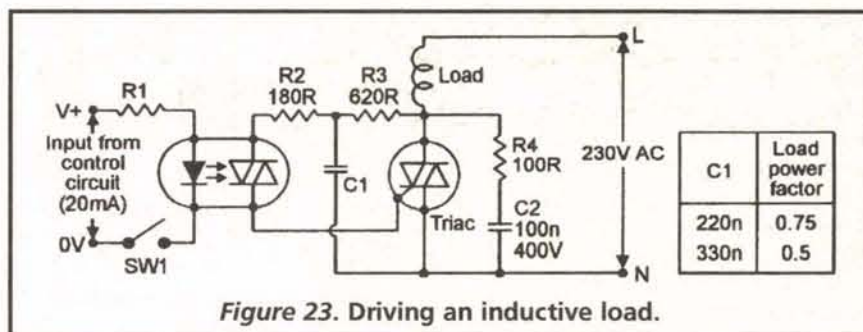 L
Load
R1
R2
180R
R3
620R
V+
Input from
control
circuit
(20mA)
0V
SW1
C1
Triac
R4
100R
C2
100n
400V
230V AC
N
C1
Load
power
factor
220n
0.75
330n
0.5
Figure 23. Driving an inductive load.